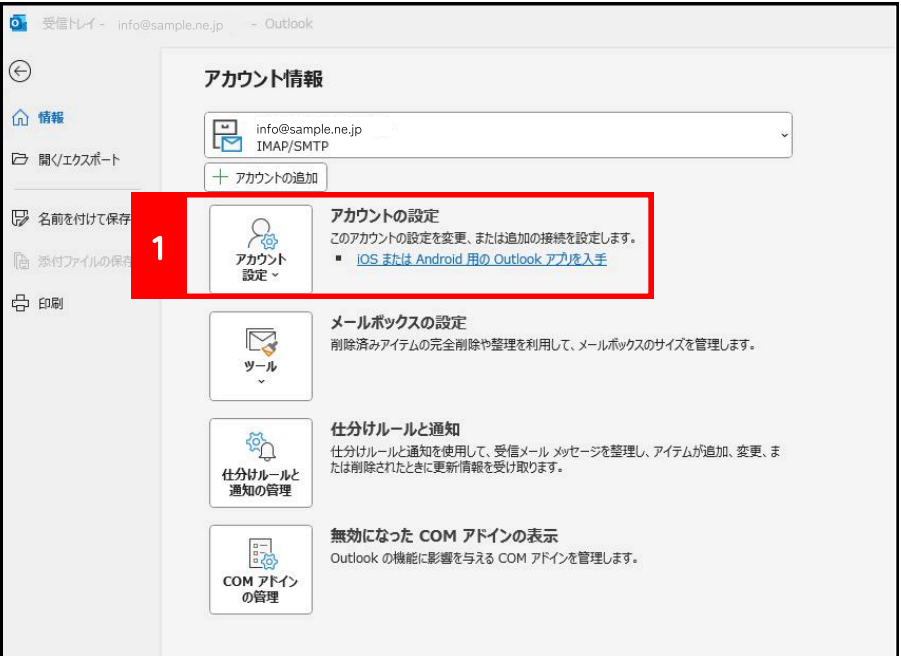 受信トレイ - info@sample.ne.jp - Outlook
アカウント情報
情報
開く/エクスポート
名前を付けて保存
添付ファイルの保存
印刷
info@sample.ne.jp
IMAP/SMTP
アカウントの追加
1
アカウント
設定
アカウントの設定
このアカウントの設定を変更、または追加の接続を設定します。
iOS または Android 用の Outlook アプリを入手
ツール
メールボックスの設定
削除済みアイテムの完全削除や整理を利用して、メールボックスのサイズを管理します。
仕分けルールと
通知の管理
仕分けルールと通知
仕分けルールと通知を使用して、受信メール メッセージを整理し、アイテムが追加、変更、ま
たは削除されたときに更新情報を受け取ります。
COM アドイン
の管理
無効になった COM アドインの表示
Outlook の機能に影響を与える COM アドインを管理します。